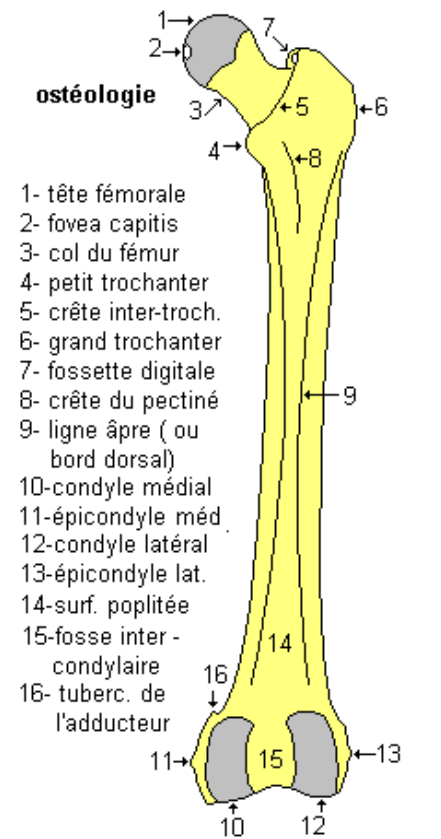 1
2
7
ostéologie
3
5
6
4
8
1- tête fémorale
2- fovea capitis
3- col du fémur
4- petit trochanter
5- crête inter-troch.
6- grand trochanter
7- fossette digitale
8- crête du pectiné
9- ligne âpre ( ou
bord dorsal)
9
10-condyle médial
11-épicondyle méd.
12-condyle latéral
13-épicondyle lat.
14-surf. poplitée
15-fosse inter -
condylaire
16- tuberc. de
l'adducteur
14
16
11
15
13
10
12